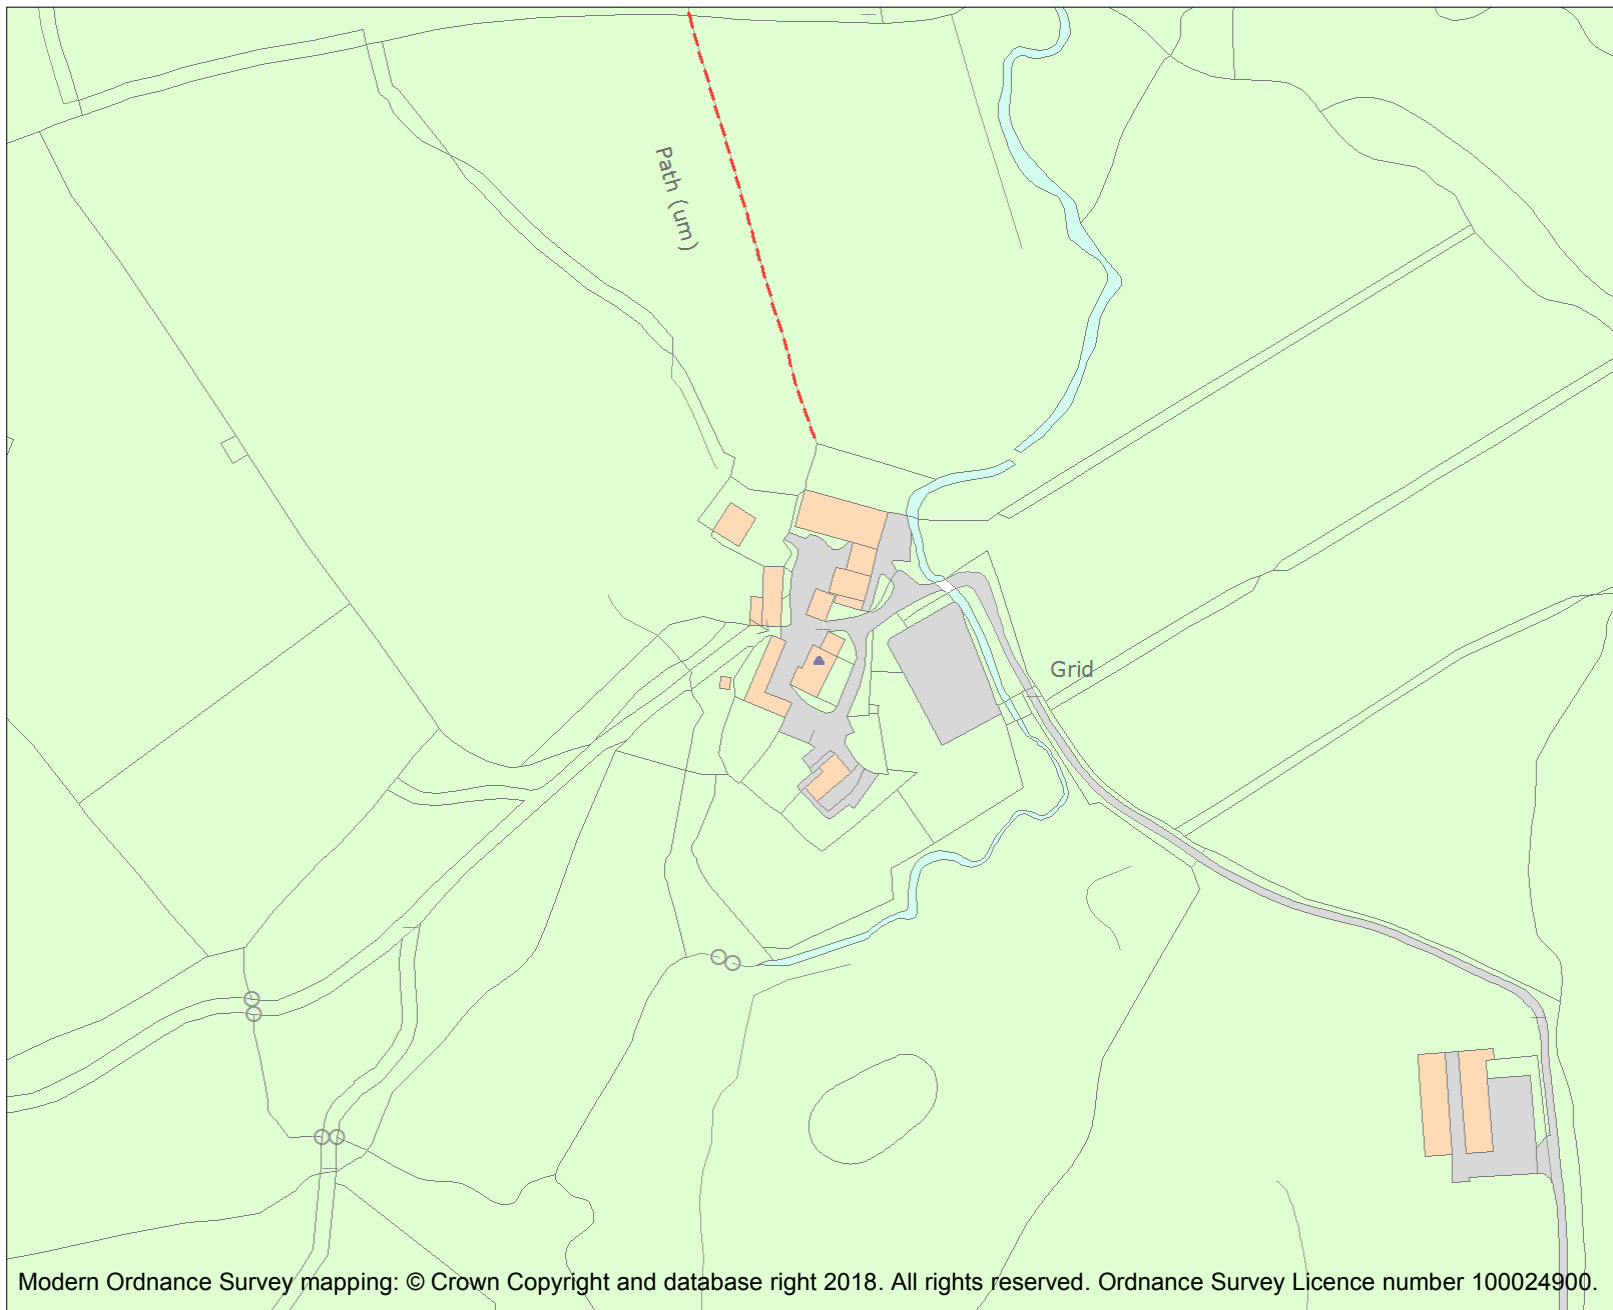 Path (um)
Grid
Modern Ordnance Survey mapping: © Crown Copyright and database right 2018. All rights reserved. Ordnance Survey Licence number 100024900.